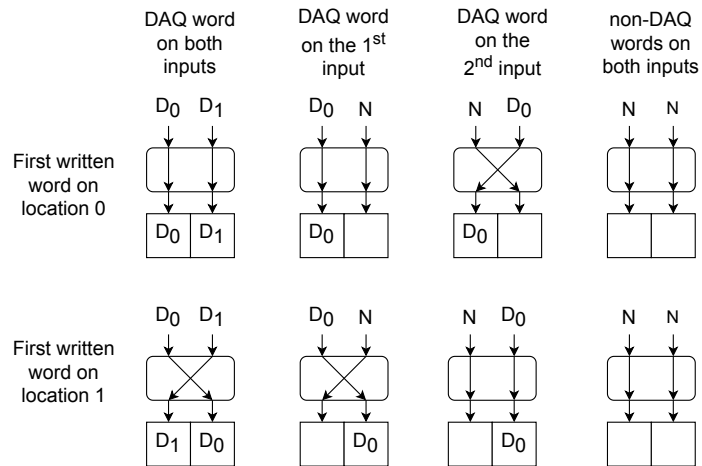 DAQ word
on both
inputs
DAQ word
on the 1st
input
DAQ word
on the
2nd input
non-DAQ
words on
both inputs
First written
word on
location 0
D0 D1
D0 N
N D0
N N
D0 D1
D0
D0
First written
word on
location 1
D0 D1
D0 N
N D0
N N
D1 D0
D0
D0